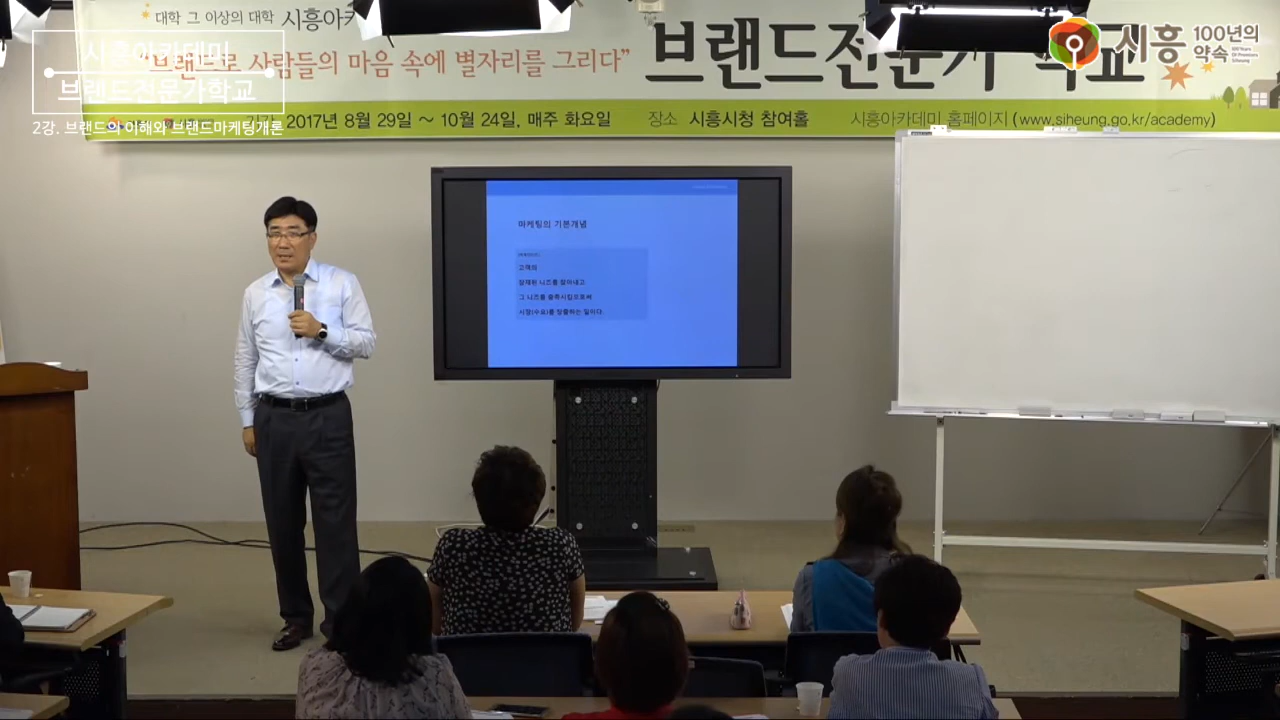 대학 그 이상의 대학 시흥아카
시흥아카데미
브랜드전문가학교
2강. 브랜드의 이해와 브랜드마케팅개론
“브랜드로 사람들의 마음 속에 별자리를 그리다”
브랜드전문가 학교
시흥 100년의 약속
2017년 8월 29일 ~ 10월 24일, 매주 화요일 장소 시흥시청 참여홀 시흥아카데미 홈페이지 (www.siheung.go.kr/academy)
마케팅의 기본개념
고객의
잠재된 니즈를 찾아내고
그 니즈를 충족시킴으로써
시장(수요)를 창출하는 일이다.